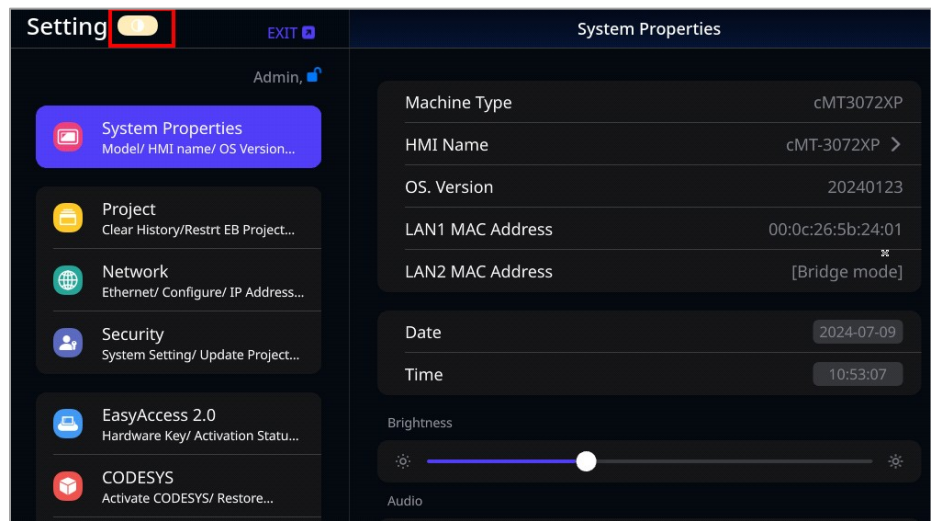 Setting
EXIT
System Properties
Admin,
System Properties
Model/ HMI name/ OS Version...
Project
Clear History/Restrt EB Project...
Network
Ethernet/ Configure/ IP Address...
Security
System Setting/ Update Project...
EasyAccess 2.0
Hardware Key/ Activation Statu...
CODESYS
Activate CODESYS/ Restore...
Machine Type cMT3072XP
HMI Name cMT-3072XP
OS. Version 20240123
LAN1 MAC Address 00:0c:26:5b:24:01
LAN2 MAC Address [Bridge mode]
Date 2024-07-09
Time 10:53:07
Brightness
Audio